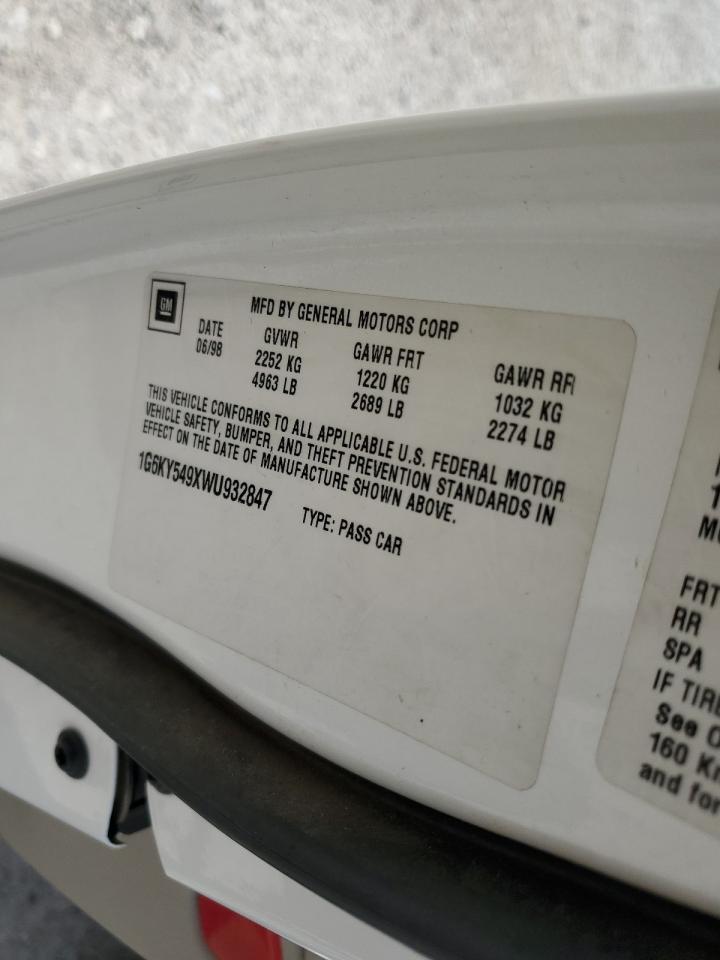 GM
MFD BY GENERAL MOTORS CORP
DATE GVWR GAWR FRT GAWR RR
06/98 2252 KG 1220 KG 1032 KG
4963 LB 2689 LB 2274 LB
THIS VEHICLE CONFORMS TO ALL APPLICABLE U.S. FEDERAL MOTOR
VEHICLE SAFETY, BUMPER, AND THEFT PREVENTION STANDARDS IN
EFFECT ON THE DATE OF MANUFACTURE SHOWN ABOVE.
1G6KY549XWU932847 TYPE: PASS CAR
FRT
RR
SPA
IF TIRE
See
160
and for